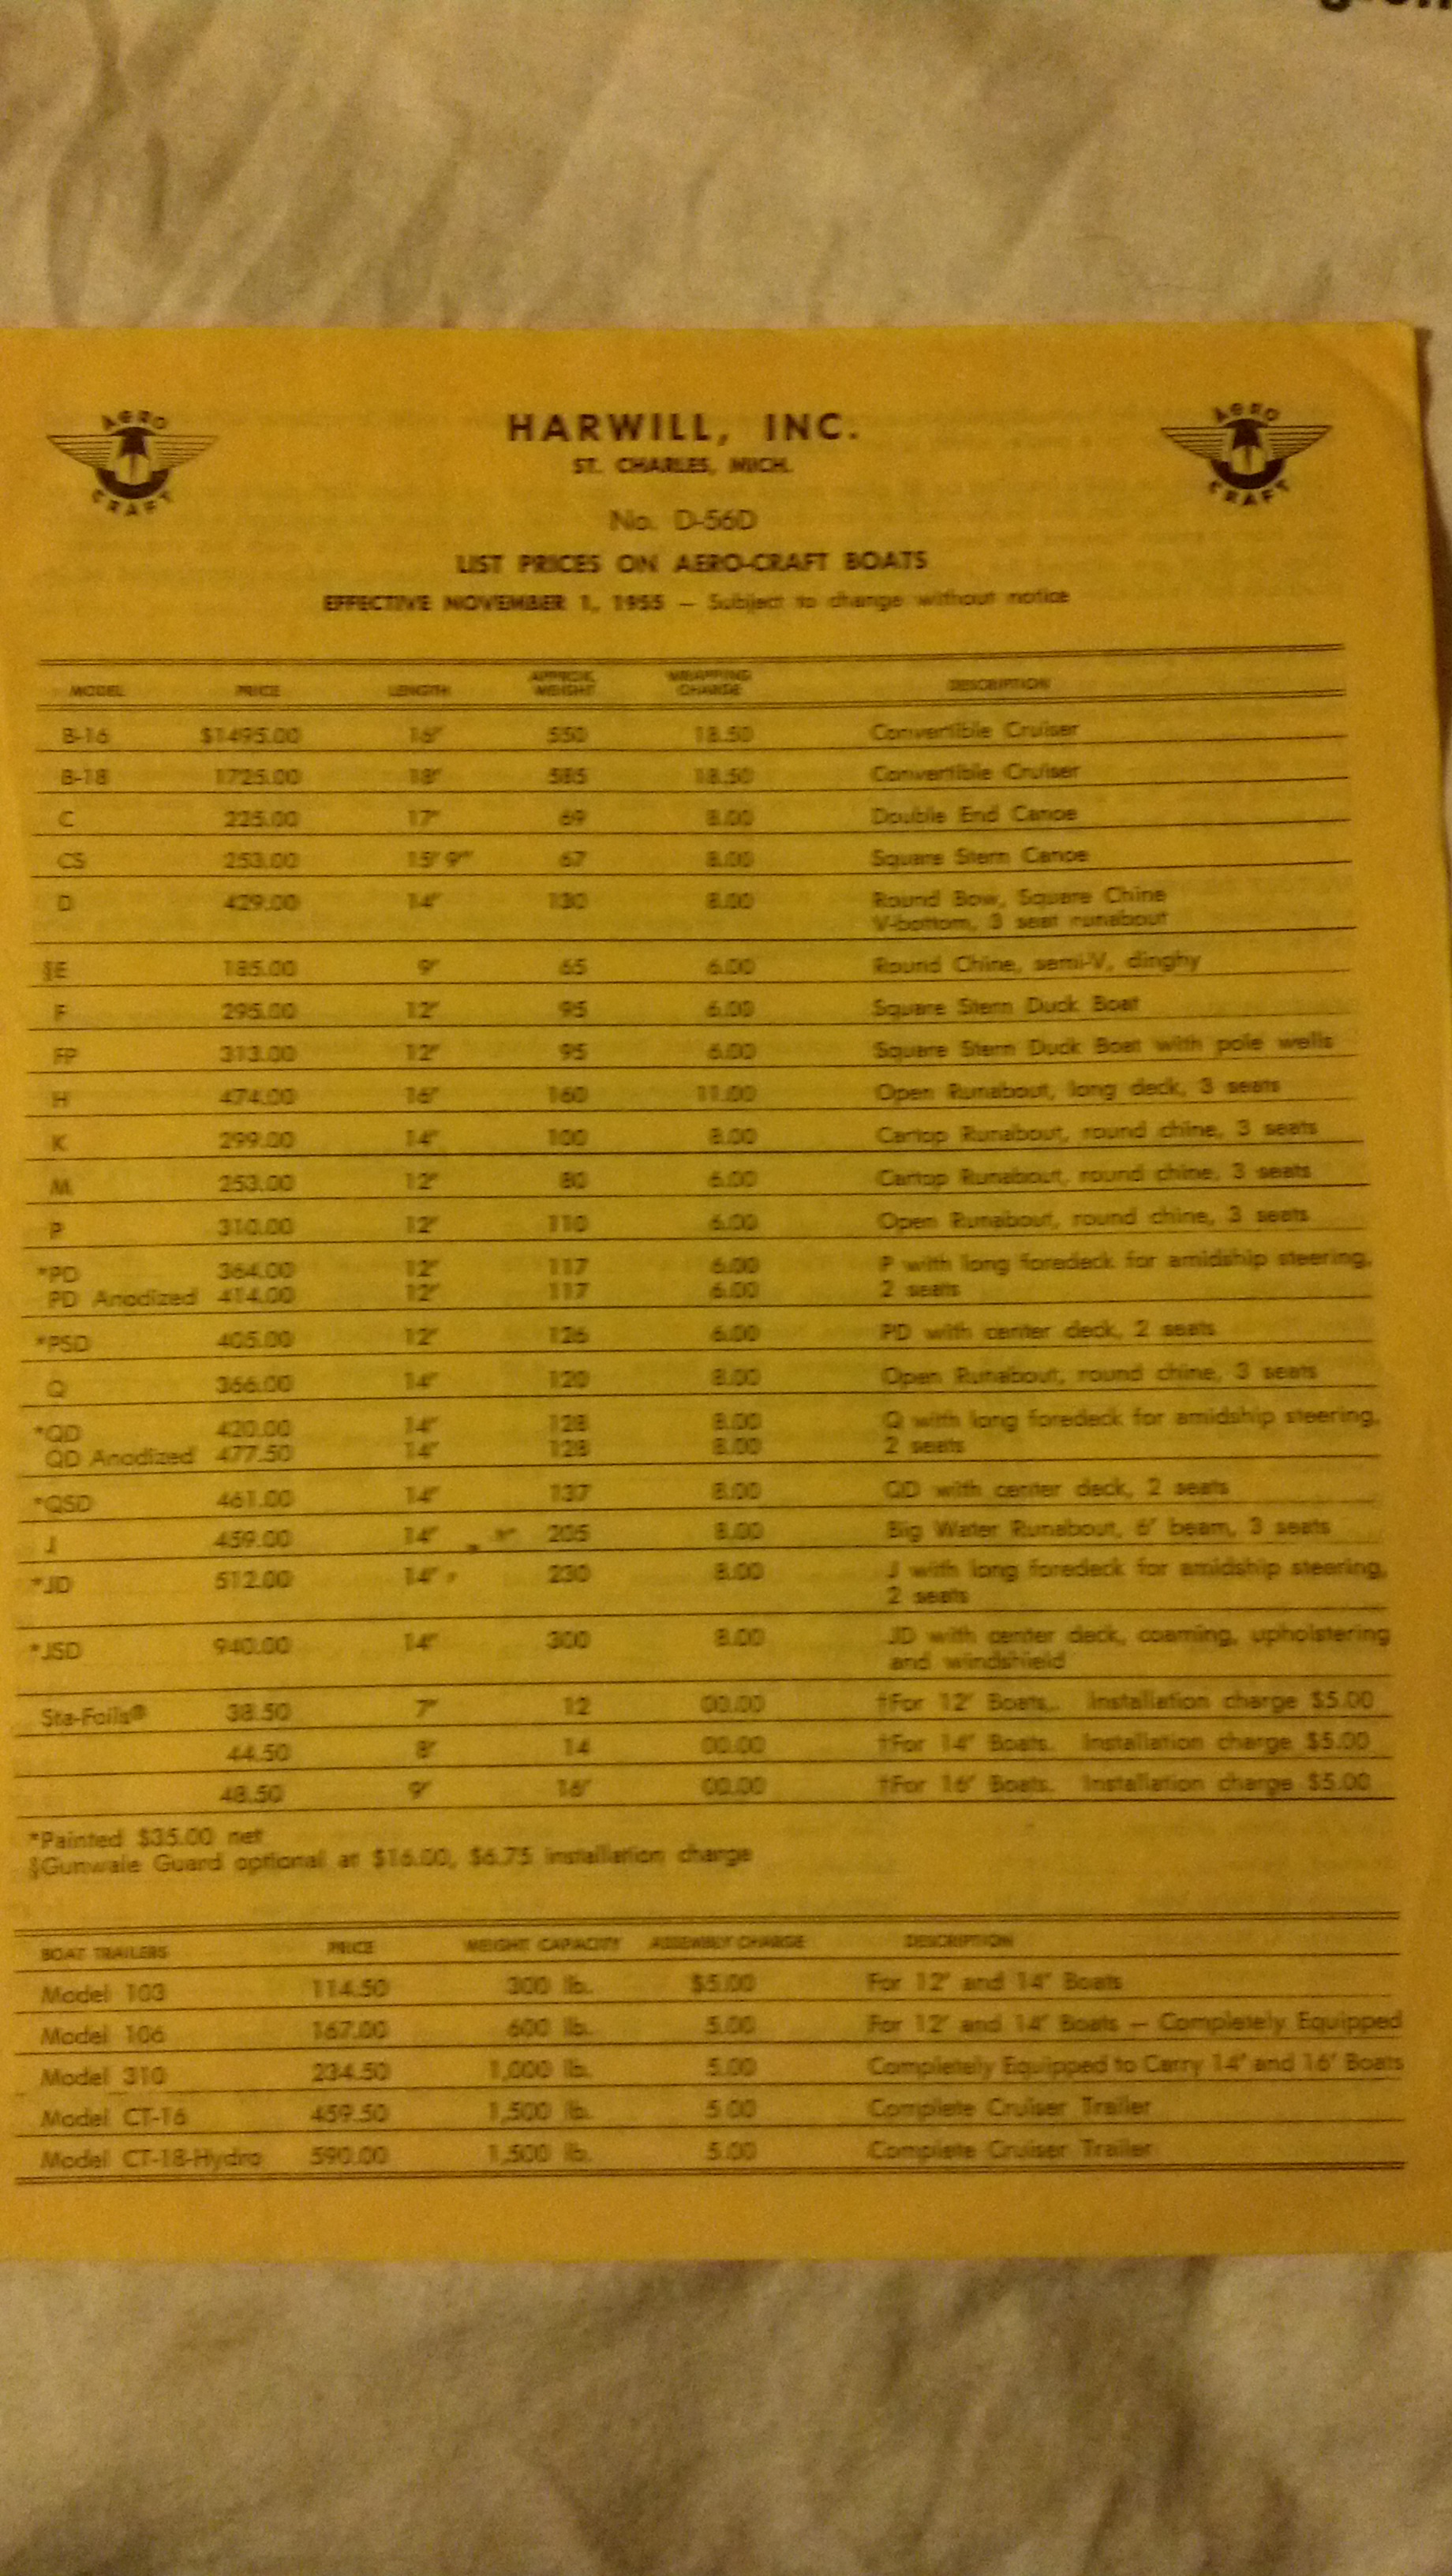 AERO CRAFT
HARWILL, INC.
AERO CRAFT
ST. CHARLES, MICH.
No. D-56D
LIST PRICES ON AERO-CRAFT BOATS
EFFECTIVE NOVEMBER 1, 1955 — Subject to change without notice
MODEL PRICE LENGTH APPROX. WEIGHT WRAPPING CHARGE DESCRIPTION
B-16 $1495.00 16' 550 18.50 Convertible Cruiser
B-18 1725.00 18' 585 18.50 Convertible Cruiser
C 225.00 17' 69 8.00 Double End Canoe
CS 253.00 15' 9" 67 8.00 Square Stern Canoe
D 429.00 14' 130 8.00 Round Bow, Square Chine
V-bottom, 3 seat runabout
§E 185.00 9' 65 6.00 Round Chine, semi-V, dinghy
F 295.00 12' 95 6.00 Square Stern Duck Boat
FP 313.00 12' 95 6.00 Square Stern Duck Boat with pole wells
H 474.00 16' 160 11.00 Open Runabout, long deck, 3 seats
K 299.00 14' 100 8.00 Cartop Runabout, round chine, 3 seats
M 253.00 12' 80 6.00 Cartop Runabout, round chine, 3 seats
P 310.00 12' 110 6.00 Open Runabout, round chine, 3 seats
*PD 364.00 12' 117 6.00 P with long foredeck for amidship steering,
PD Anodized 414.00 12' 117 6.00 2 seats
*PSD 405.00 12' 126 6.00 PD with center deck, 2 seats
Q 366.00 14' 120 8.00 Open Runabout, round chine, 3 seats
*QD 420.00 14' 128 8.00 Q with long foredeck for amidship steering,
QD Anodized 477.50 14' 128 8.00 2 seats
*QSD 461.00 14' 137 8.00 QD with center deck, 2 seats
J 459.00 14' 205 8.00 Big Water Runabout, 6' beam, 3 seats
*JD 512.00 14' 230 8.00 J with long foredeck for amidship steering,
2 seats
*JSD 940.00 14' 300 8.00 JD with center deck, coaming, upholstering
and windshield
Sta-Foils® 38.50 7' 12 00.00 †For 12' Boats. Installation charge $5.00
44.50 8' 14 00.00 †For 14' Boats. Installation charge $5.00
48.50 9' 16' 00.00 †For 16' Boats. Installation charge $5.00
*Painted $35.00 net
§Gunwale Guard optional at $16.00, $6.75 installation charge
BOAT TRAILERS PRICE WEIGHT CAPACITY ASSEMBLY CHARGE DESCRIPTION
Model 103 114.50 300 lb. $5.00 For 12' and 14' Boats
Model 106 167.00 600 lb. 5.00 For 12' and 14' Boats — Completely Equipped
Model 310 234.50 1,000 lb. 5.00 Completely Equipped to Carry 14' and 16' Boats
Model CT-16 459.50 1,500 lb. 5.00 Complete Cruiser Trailer
Model CT-18-Hydro 590.00 1,500 lb. 5.00 Complete Cruiser Trailer